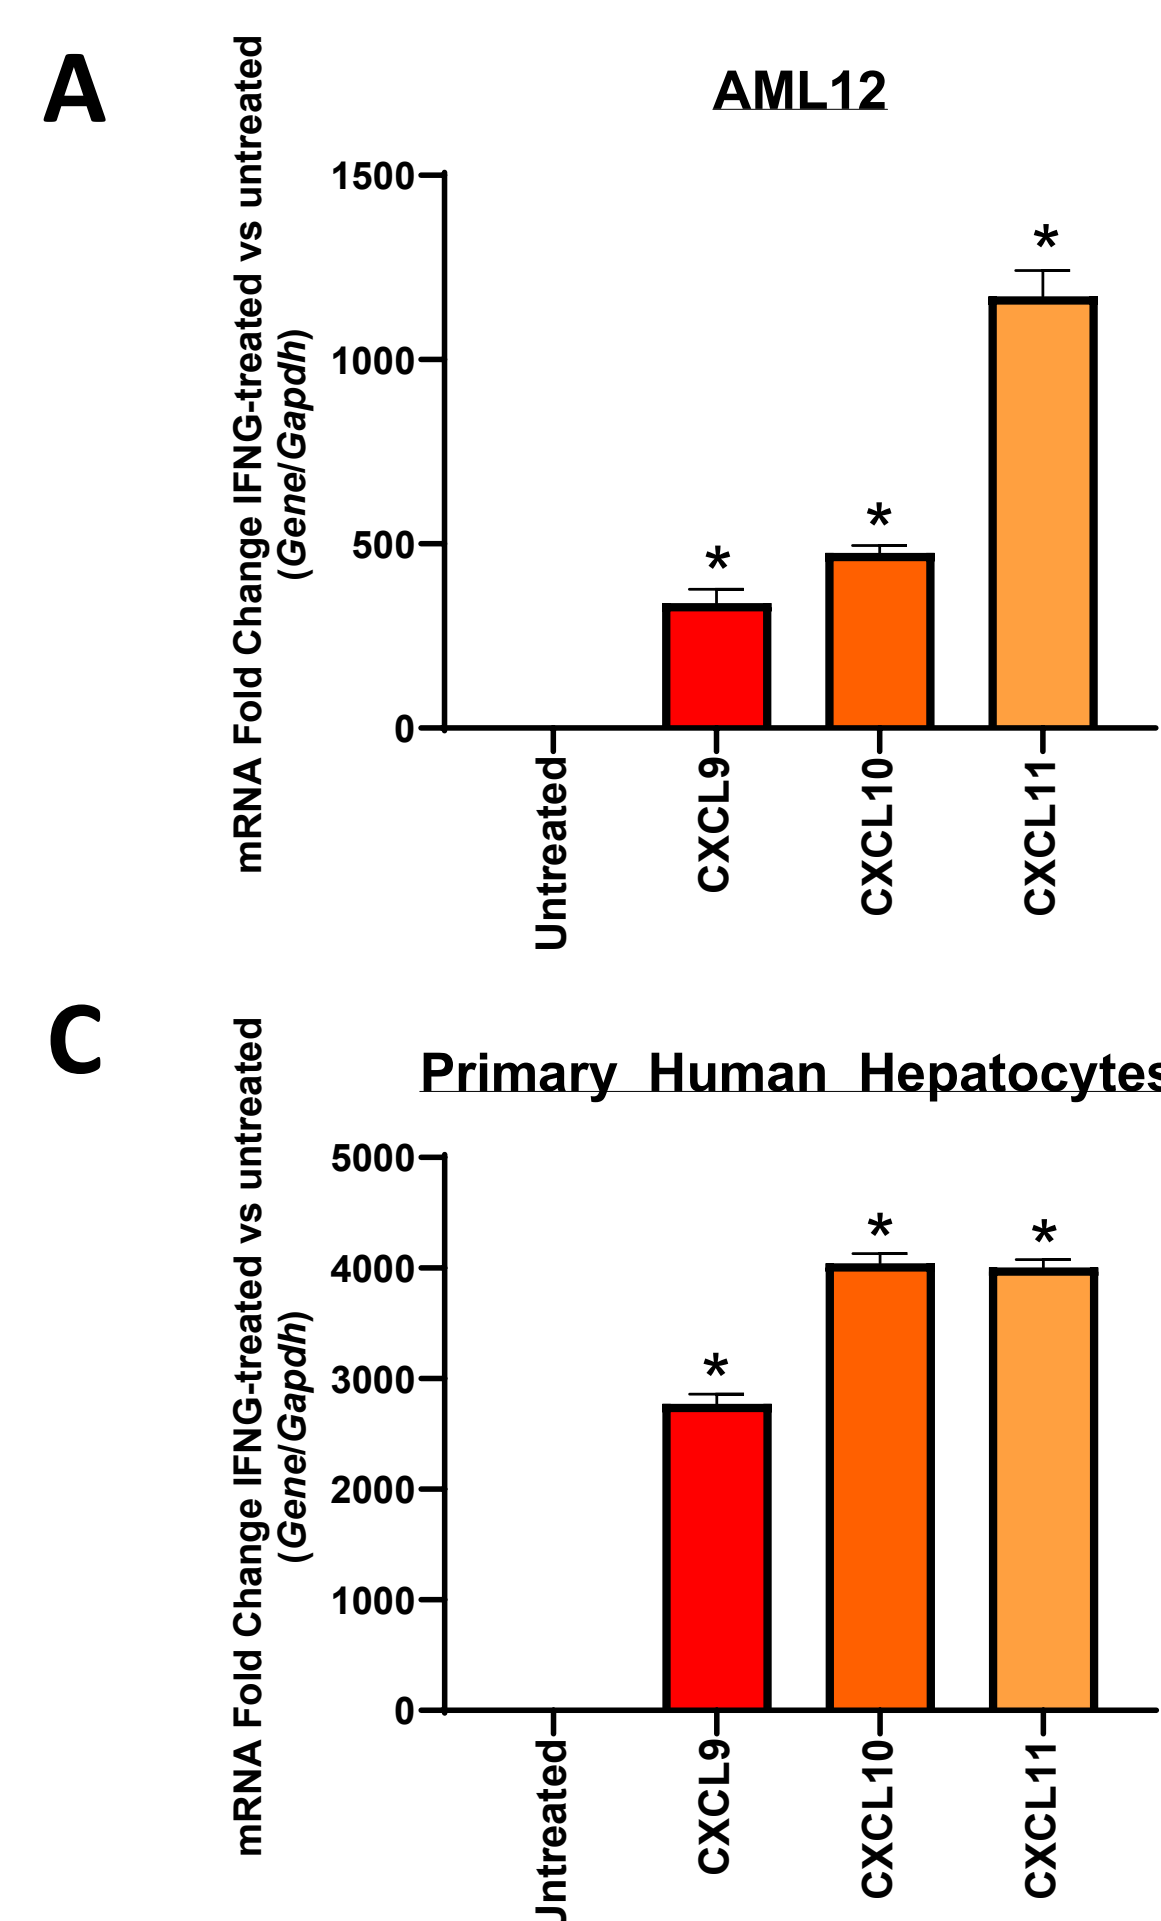 A
AML12
mRNA Fold Change IFNG-treated vs untreated
(Gene/Gapdh)
1500
1000
500
0
*
*
*
Untreated
CXCL9
CXCL10
CXCL11
C
Primary Human Hepatocytes
mRNA Fold Change IFNG-treated vs untreated
(Gene/Gapdh)
5000
4000
3000
2000
1000
0
*
*
*
Untreated
CXCL9
CXCL10
CXCL11